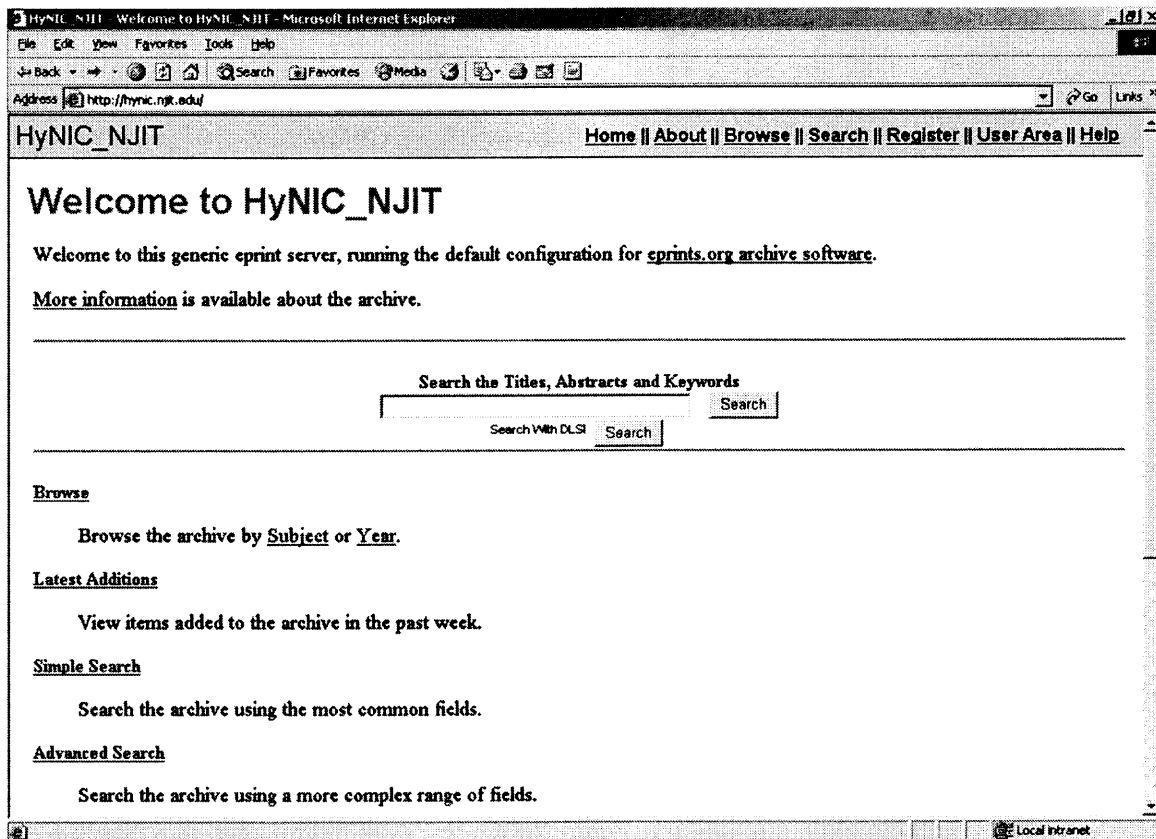 HyNIC_NJIT - Welcome to HyNIC_NJIT - Microsoft Internet Explorer
File Edit View Favorites Tools Help
Back Search Favorites Media
Address http://hynic.njit.edu/ Go Links »
HyNIC_NJIT Home || About || Browse || Search || Register || User Area || Help
Welcome to HyNIC_NJIT
Welcome to this generic eprint server, running the default configuration for eprints.org archive software.
More information is available about the archive.
Search the Titles, Abstracts and Keywords
Search
Search With DLSI Search
Browse
Browse the archive by Subject or Year.
Latest Additions
View items added to the archive in the past week.
Simple Search
Search the archive using the most common fields.
Advanced Search
Search the archive using a more complex range of fields.
Local intranet